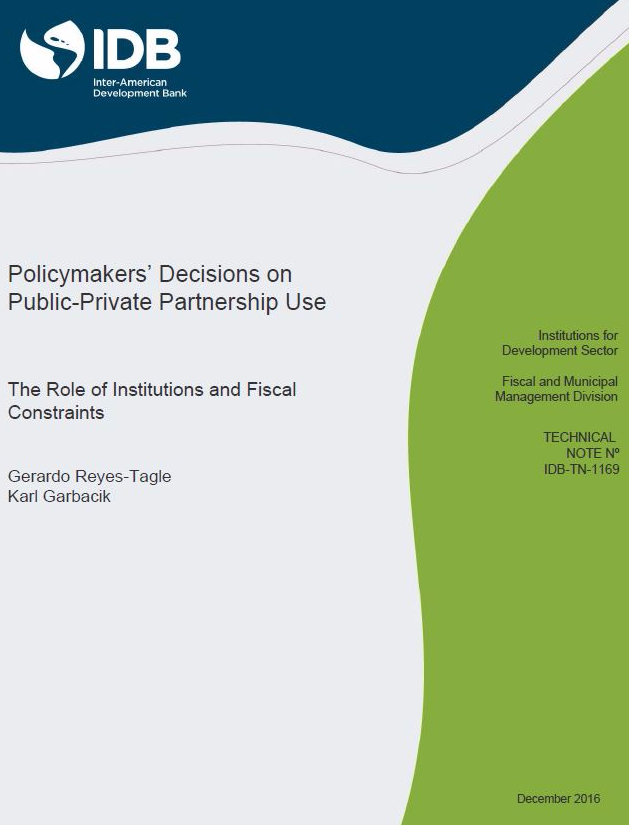 IDB
Inter-American
Development Bank
Policymakers’ Decisions on
Public-Private Partnership Use
The Role of Institutions and Fiscal
Constraints
Gerardo Reyes-Tagle
Karl Garbacik
Institutions for
Development Sector
Fiscal and Municipal
Management Division
TECHNICAL
NOTE Nº
IDB-TN-1169
December 2016